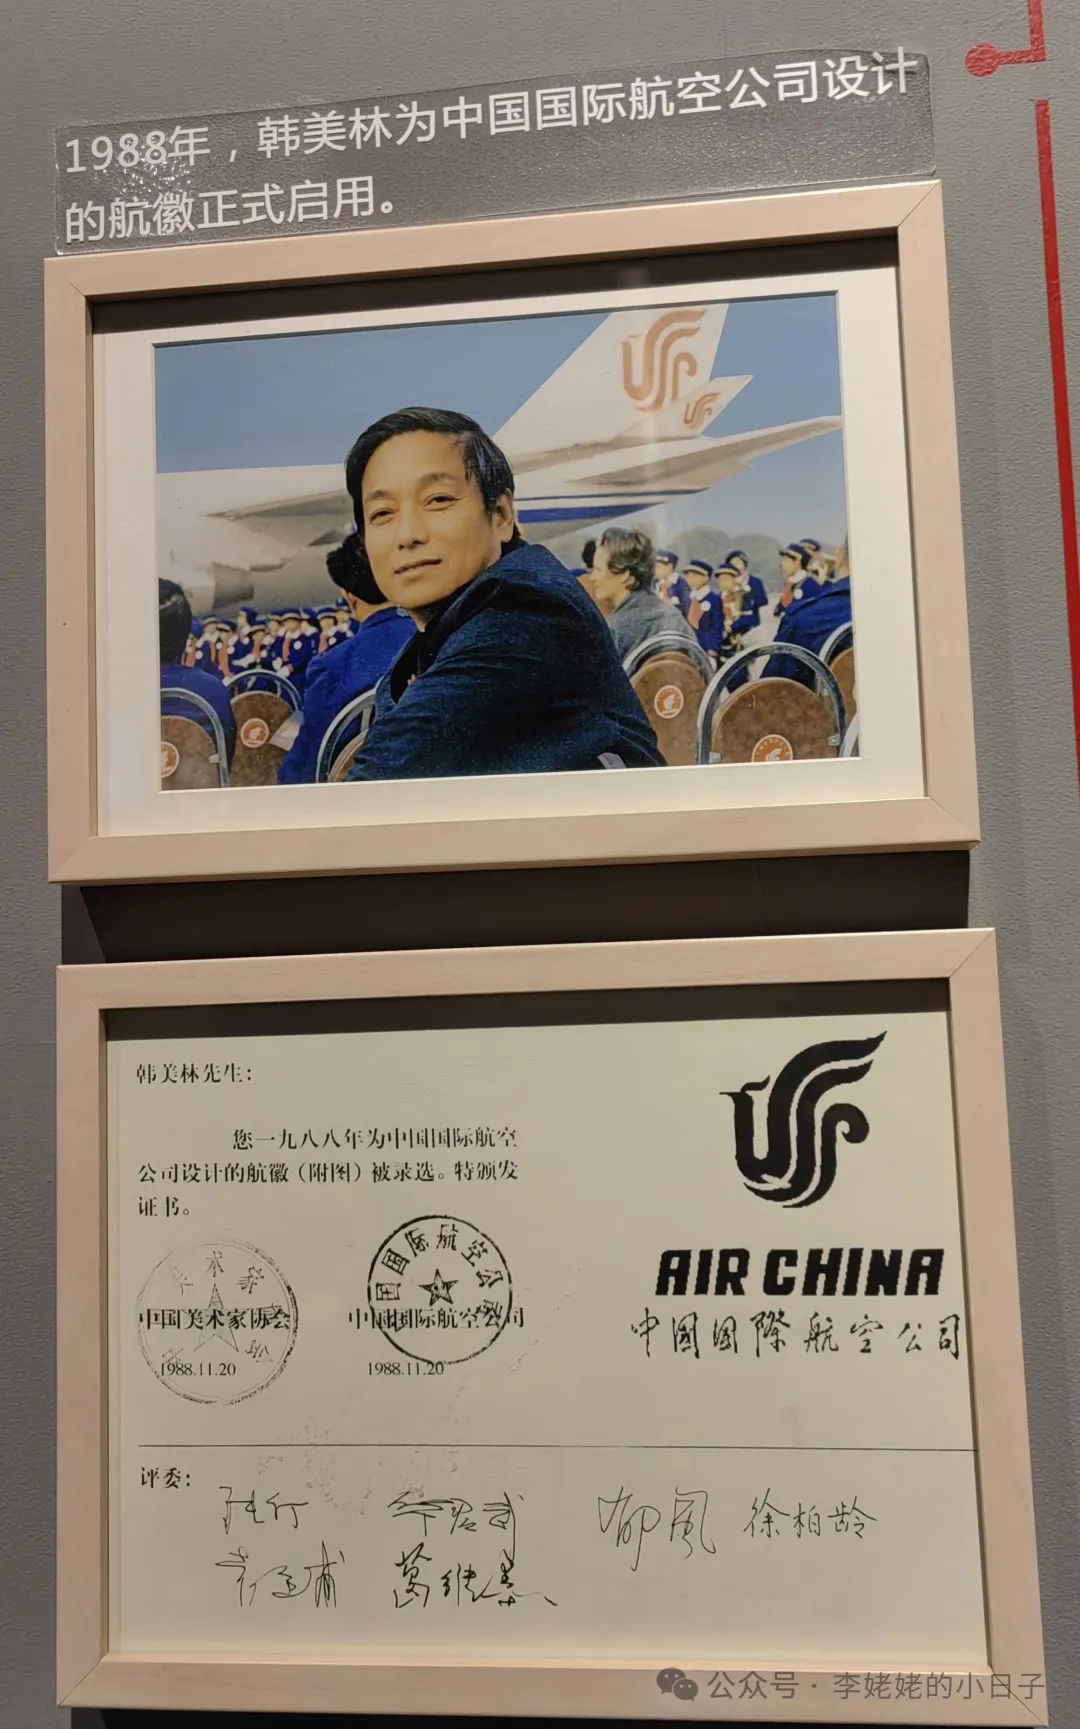 1988年，韩美林为中国国际航空公司设计
的航徽正式启用。
韩美林先生：
您一九八八年为中国国际航空
公司设计的航徽（附图）被录选。特颁发
证书。
中国美术家协会
中国国际航空公司
1988.11.20
1988.11.20
AIR CHINA
中国国際航空公司
评委：
郁风
徐柏龄
公众号 · 李姥姥的小日子